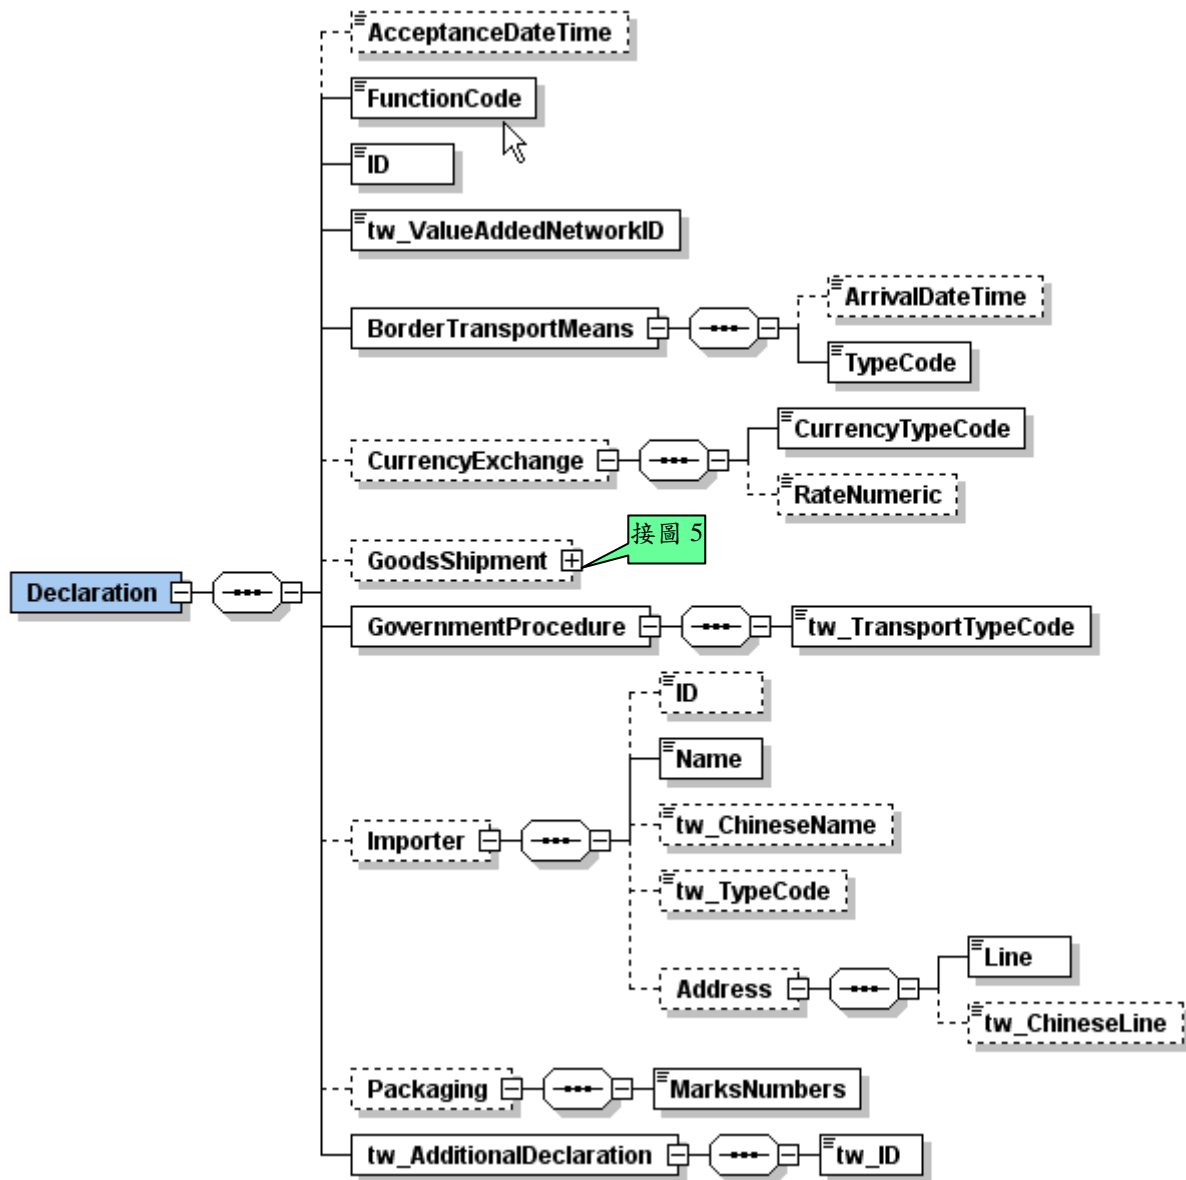 AcceptanceDateTime
FunctionCode
ID
tw_ValueAddedNetworkID
ArrivalDateTime
BorderTransportMeans
TypeCode
CurrencyTypeCode
CurrencyExchange
RateNumeric
接圖 5
GoodsShipment
Declaration
GovernmentProcedure
tw_TransportTypeCode
ID
Name
tw_ChineseName
Importer
tw_TypeCode
Line
Address
tw_ChineseLine
Packaging
MarksNumbers
tw_AdditionalDeclaration
tw_ID